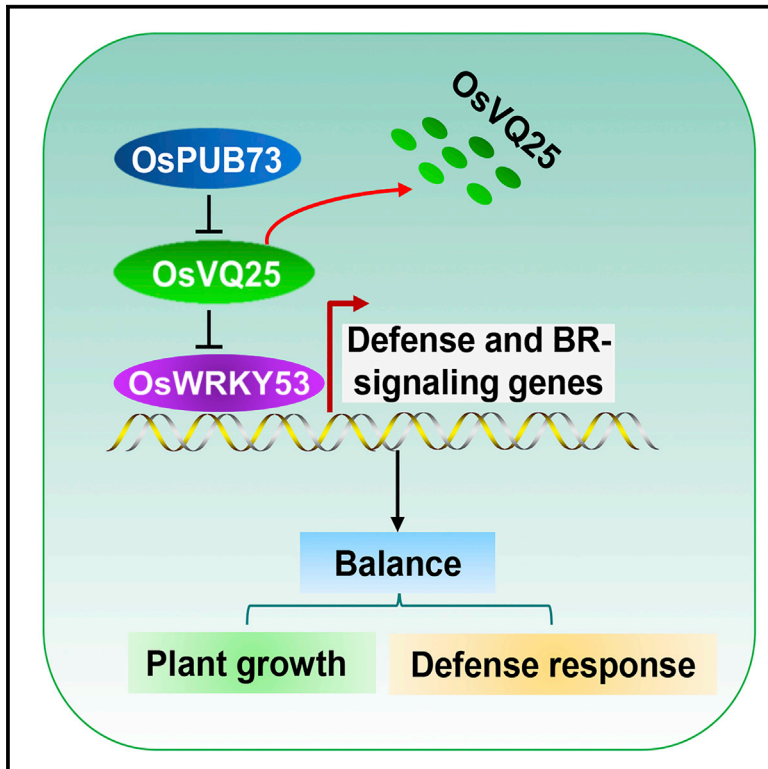 OsPUB73
OsVQ25
OsVQ25
OsWRKY53
Defense and BR-
signaling genes
Balance
Plant growth
Defense response